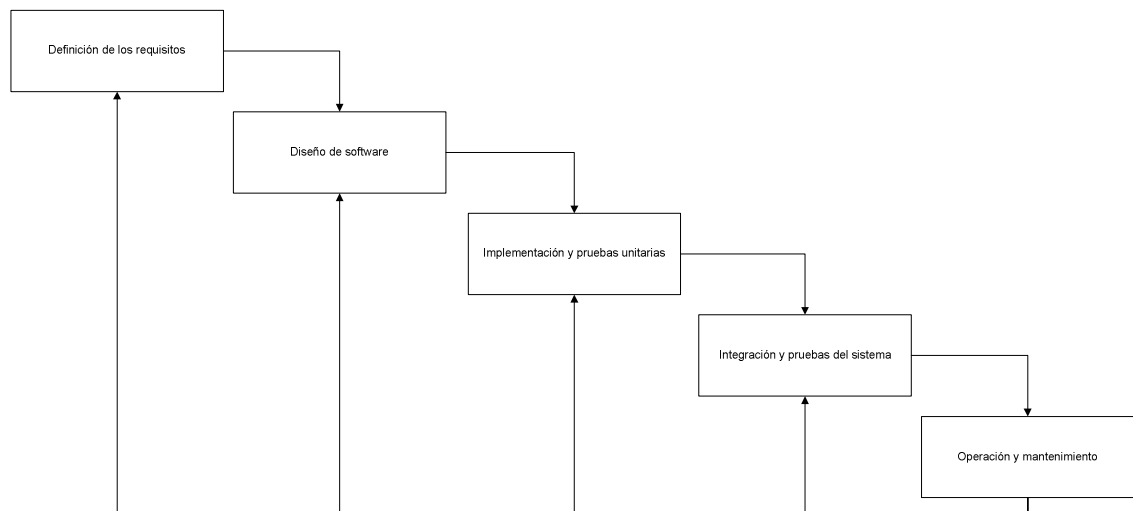 Definición de los requisitos
Diseño de software
Implementación y pruebas unitarias
Integración y pruebas del sistema
Operación y mantenimiento